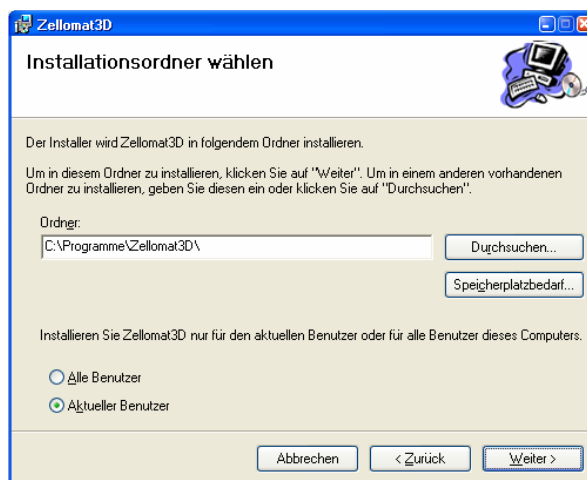 Zellomat3D
Installationsordner wählen
Der Installer wird Zellomat3D in folgendem Ordner installieren.
Um in diesem Ordner zu installieren, klicken Sie auf "Weiter". Um in einem anderen vorhandenen
Ordner zu installieren, geben Sie diesen ein oder klicken Sie auf "Durchsuchen".
Ordner:
C:\Programme\Zellomat3D\
Durchsuchen...
Speicherplatzbedarf...
Installieren Sie Zellomat3D nur für den aktuellen Benutzer oder für alle Benutzer dieses Computers.
Alle Benutzer
Aktueller Benutzer
Abbrechen
< Zurück
Weiter >